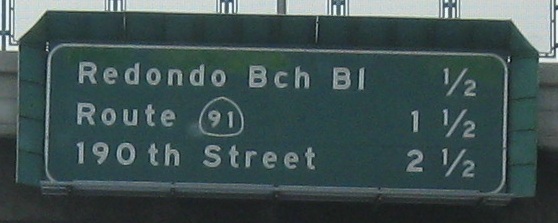 Redondo Bch Bl ½
Route 91 1 ½
190th Street 2 ½